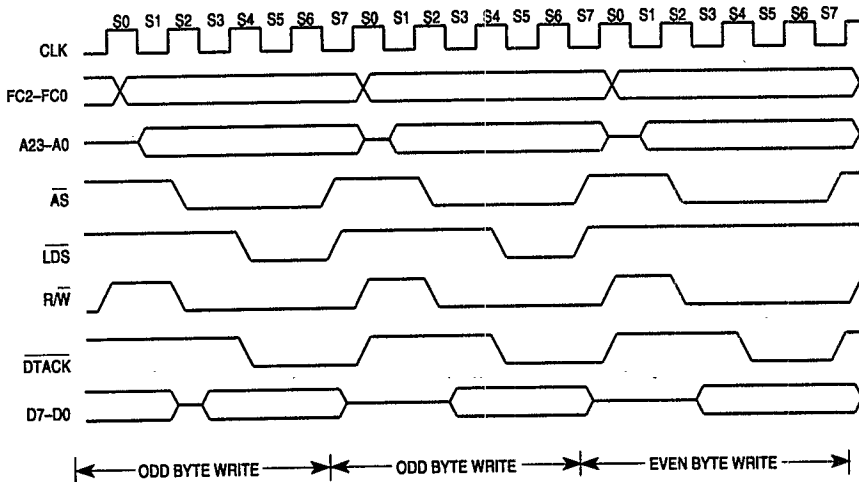 S0 S1 S2 S3 S4 S5 S6 S7 S0 S1 S2 S3 S4 S5 S6 S7 S0 S1 S2 S3 S4 S5 S6 S7
CLK
FC2–FC0
A23–A0
AS
LDS
R/W
DTACK
D7–D0
ODD BYTE WRITE ODD BYTE WRITE EVEN BYTE WRITE